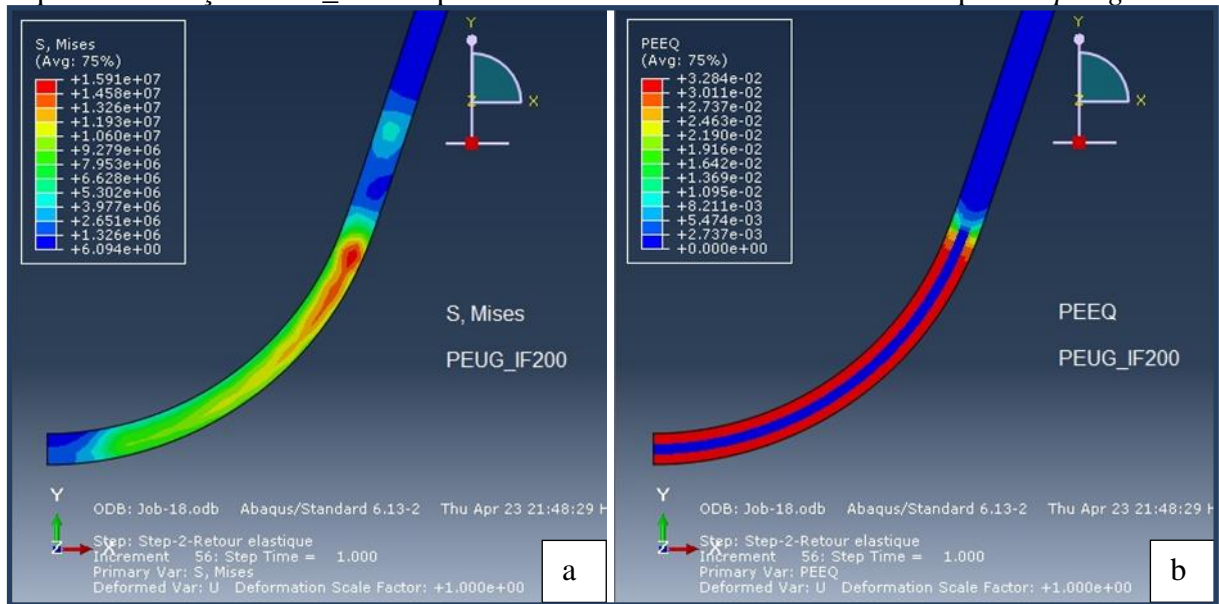 S, Mises
(Avg: 75%)
+1.591e+07
+1.458e+07
+1.326e+07
+1.193e+07
+1.060e+07
+9.279e+06
+7.953e+06
+6.628e+06
+5.302e+06
+3.977e+06
+2.651e+06
+1.326e+06
+6.094e+00
Y
Z
X
S, Mises
PEUG_IF200
Y
Z
X
ODB: Job-18.odb Abaqus/Standard 6.13-2 Thu Apr 23 21:48:29 H
Step: Step-2-Retour elastique
Increment 56: Step Time = 1.000
Primary Var: S, Mises
Deformed Var: U Deformation Scale Factor: +1.000e+00
a
PEEQ
(Avg: 75%)
+3.284e-02
+3.011e-02
+2.737e-02
+2.463e-02
+2.190e-02
+1.916e-02
+1.642e-02
+1.369e-02
+1.095e-02
+8.211e-03
+5.474e-03
+2.737e-03
+0.000e+00
Y
Z
X
PEEQ
PEUG_IF200
Y
Z
X
ODB: Job-18.odb Abaqus/Standard 6.13-2 Thu Apr 23 21:48:29 H
Step: Step-2-Retour elastique
Increment 56: Step Time = 1.000
Primary Var: PEEQ
Deformed Var: U Deformation Scale Factor: +1.000e+00
b